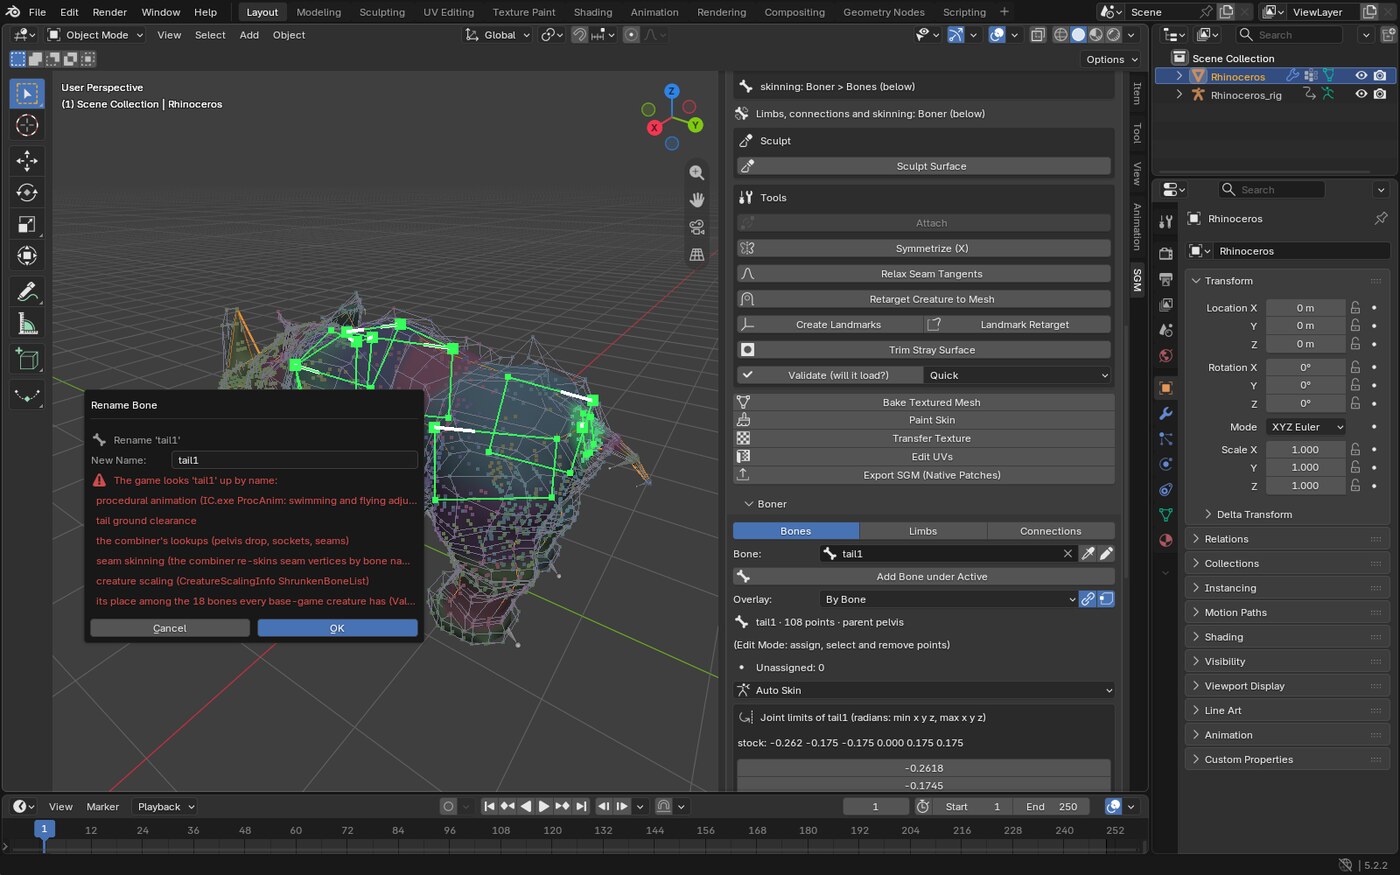 File Edit Render Window Help Layout Modeling Sculpting UV Editing Texture Paint Shading Animation Rendering Compositing Geometry Nodes Scripting + Scene ViewLayer
Object Mode View Select Add Object Global Search
Options
User Perspective
(1) Scene Collection | Rhinoceros
Z
Y
X
Rename Bone
Rename 'tail1'
New Name: tail1
The game looks 'tail1' up by name:
procedural animation (IC.exe ProcAnim: swimming and flying adju...
tail ground clearance
the combiner's lookups (pelvis drop, sockets, seams)
seam skinning (the combiner re-skins seam vertices by bone na...
creature scaling (CreatureScalingInfo ShrunkenBoneList)
its place among the 18 bones every base-game creature has (Val...
Cancel OK
skinning: Boner > Bones (below)
Limbs, connections and skinning: Boner (below)
Sculpt
Sculpt Surface
Tools
Attach
Symmetrize (X)
Relax Seam Tangents
Retarget Creature to Mesh
Create Landmarks Landmark Retarget
Trim Stray Surface
Validate (will it load?) Quick
Bake Textured Mesh
Paint Skin
Transfer Texture
Edit UVs
Export SGM (Native Patches)
Boner
Bones Limbs Connections
Bone: tail1
Add Bone under Active
Overlay: By Bone
tail1 · 108 points · parent pelvis
(Edit Mode: assign, select and remove points)
Unassigned: 0
Auto Skin
Joint limits of tail1 (radians: min x y z, max x y z)
stock: -0.262 -0.175 -0.175 0.000 0.175 0.175
-0.2618
-0.1745
Item
Tool
View
Animation
SGM
Scene Collection
Rhinoceros
Rhinoceros_rig
Search
Rhinoceros
Rhinoceros
Transform
Location X 0 m
Y 0 m
Z 0 m
Rotation X 0°
Y 0°
Z 0°
Mode XYZ Euler
Scale X 1.000
Y 1.000
Z 1.000
Delta Transform
Relations
Collections
Instancing
Motion Paths
Shading
Visibility
Viewport Display
Line Art
Animation
Custom Properties
View Marker Playback 1 Start 1 End 250
1 12 24 36 48 60 72 84 96 108 120 132 144 156 168 180 192 204 216 228 240 252
5.2.2